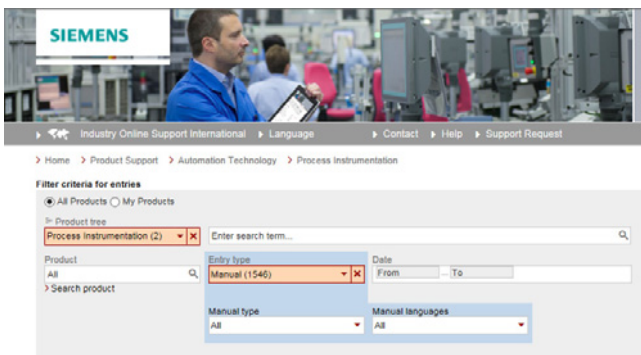 SIEMENS
Industry Online Support International Language Contact Help Support Request
Home Product Support Automation Technology Process Instrumentation
Filter criteria for entries
All Products My Products
Product tree
Process Instrumentation (2) Enter search term...
Product Entry type Date
All Manual (1546) From ... To
Search product
Manual type Manual languages
All All